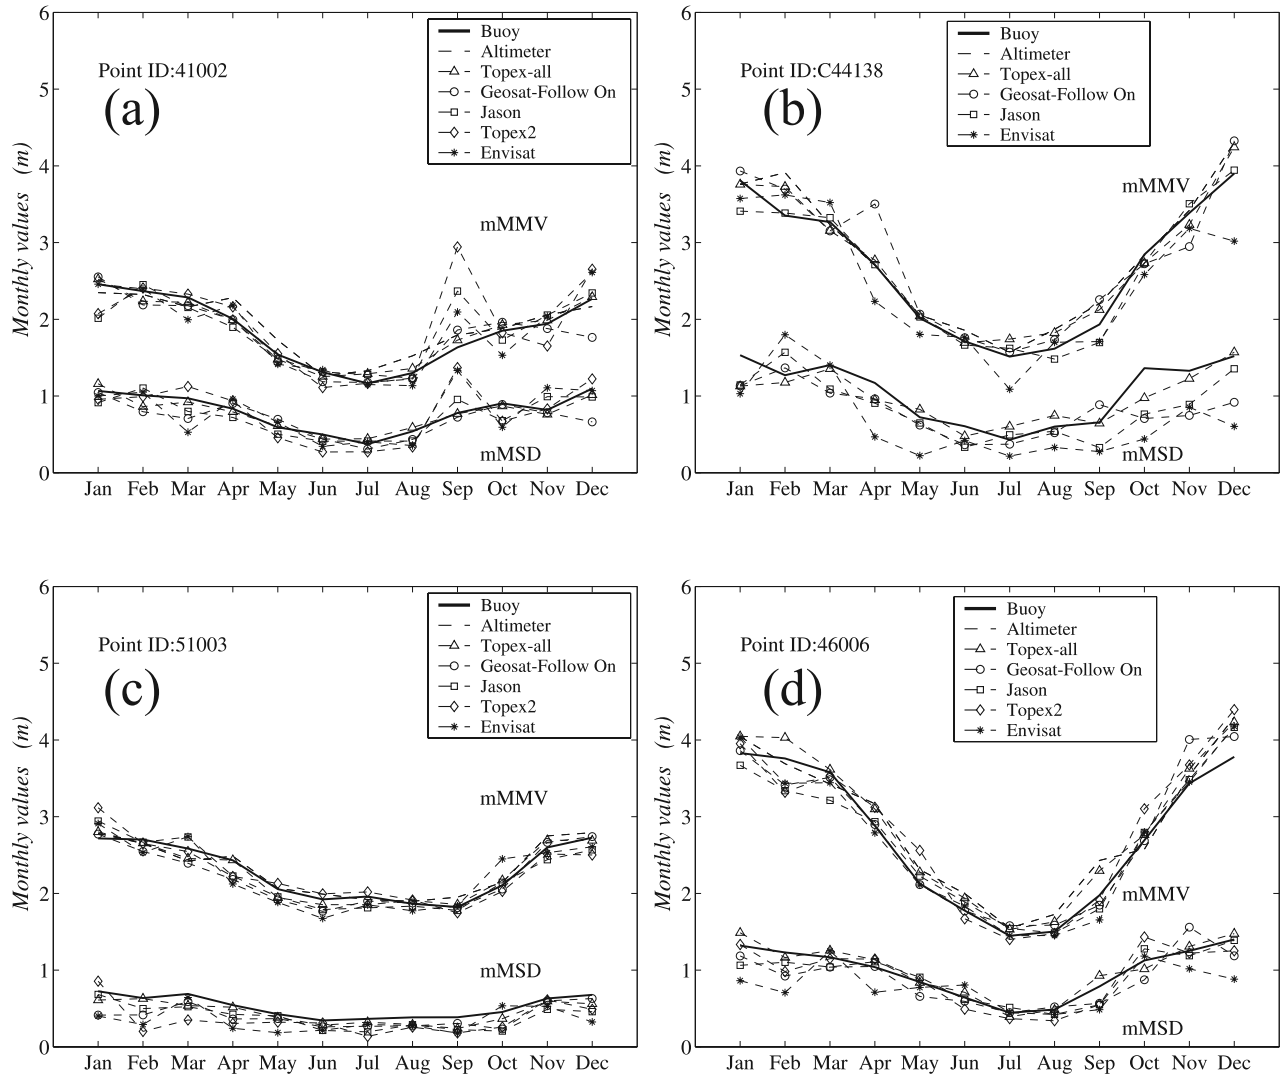 6
5
4
3
2
1
0
Monthly values (m)
Point ID:41002
(a)
Buoy
Altimeter
Topex-all
Geosat-Follow On
Jason
Topex2
Envisat
mMMV
mMSD
Jan Feb Mar Apr May Jun Jul Aug Sep Oct Nov Dec
6
5
4
3
2
1
0
Point ID:C44138
(b)
Buoy
Altimeter
Topex-all
Geosat-Follow On
Jason
Envisat
mMMV
mMSD
Jan Feb Mar Apr May Jun Jul Aug Sep Oct Nov Dec
6
5
4
3
2
1
0
Monthly values (m)
Point ID:51003
(c)
Buoy
Altimeter
Topex-all
Geosat-Follow On
Jason
Topex2
Envisat
mMMV
mMSD
Jan Feb Mar Apr May Jun Jul Aug Sep Oct Nov Dec
6
5
4
3
2
1
0
Point ID:46006
(d)
Buoy
Altimeter
Topex-all
Geosat-Follow On
Jason
Topex2
Envisat
mMMV
mMSD
Jan Feb Mar Apr May Jun Jul Aug Sep Oct Nov Dec